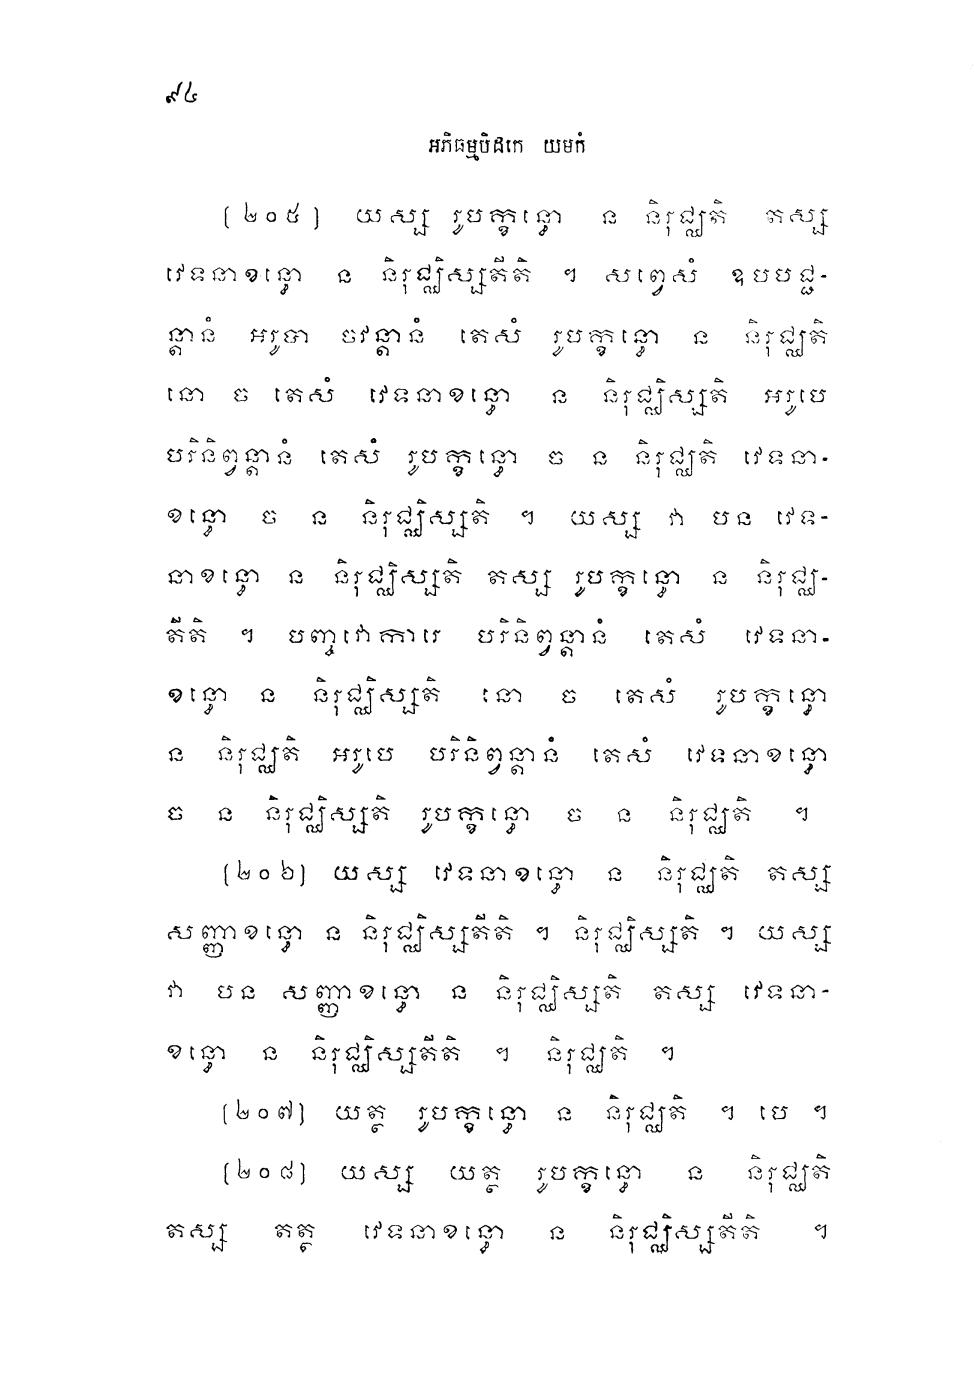 ៩៤
អភិធម្មបិដកេ យមកំ
[២០៥] យស្ស រូបក្ខន្ធោ ន និរុជ្ឈតិ តស្ស
វេទនាខន្ធោ ន និរុជ្ឈិស្សតីតិ ។ សព្វេសំ ឧបបជ្ជ-
ន្តានំ អរូបា ចវន្តានំ តេសំ រូបក្ខន្ធោ ន និរុជ្ឈតិ
នោ ច តេសំ វេទនាខន្ធោ ន និរុជ្ឈិស្សតិ អរូបេ
បរិនិព្វន្តានំ តេសំ រូបក្ខន្ធោ ច ន និរុជ្ឈតិ វេទនា-
ខន្ធោ ច ន និរុជ្ឈិស្សតិ ។ យស្ស វា បន វេទ-
នាខន្ធោ ន និរុជ្ឈិស្សតិ តស្ស រូបក្ខន្ធោ ន និរុជ្ឈ-
តីតិ ។ បញ្ចវោការេ បរិនិព្វន្តានំ តេសំ វេទនា-
ខន្ធោ ន និរុជ្ឈិស្សតិ នោ ច តេសំ រូបក្ខន្ធោ
ន និរុជ្ឈតិ អរូបេ បរិនិព្វន្តានំ តេសំ វេទនាខន្ធោ
ច ន និរុជ្ឈិស្សតិ រូបក្ខន្ធោ ច ន និរុជ្ឈតិ ។
[២០៦] យស្ស វេទនាខន្ធោ ន និរុជ្ឈតិ តស្ស
សញ្ញាខន្ធោ ន និរុជ្ឈិស្សតីតិ ។ និរុជ្ឈិស្សតិ ។ យស្ស
វា បន សញ្ញាខន្ធោ ន និរុជ្ឈិស្សតិ តស្ស វេទនា-
ខន្ធោ ន និរុជ្ឈិស្សតីតិ ។ និរុជ្ឈតិ ។
[២០៧] យត្ថ រូបក្ខន្ធោ ន និរុជ្ឈតិ ។ បេ ។
[២០៨] យស្ស យត្ថ រូបក្ខន្ធោ ន និរុជ្ឈតិ
តស្ស តត្ថ វេទនាខន្ធោ ន និរុជ្ឈិស្សតីតិ ។